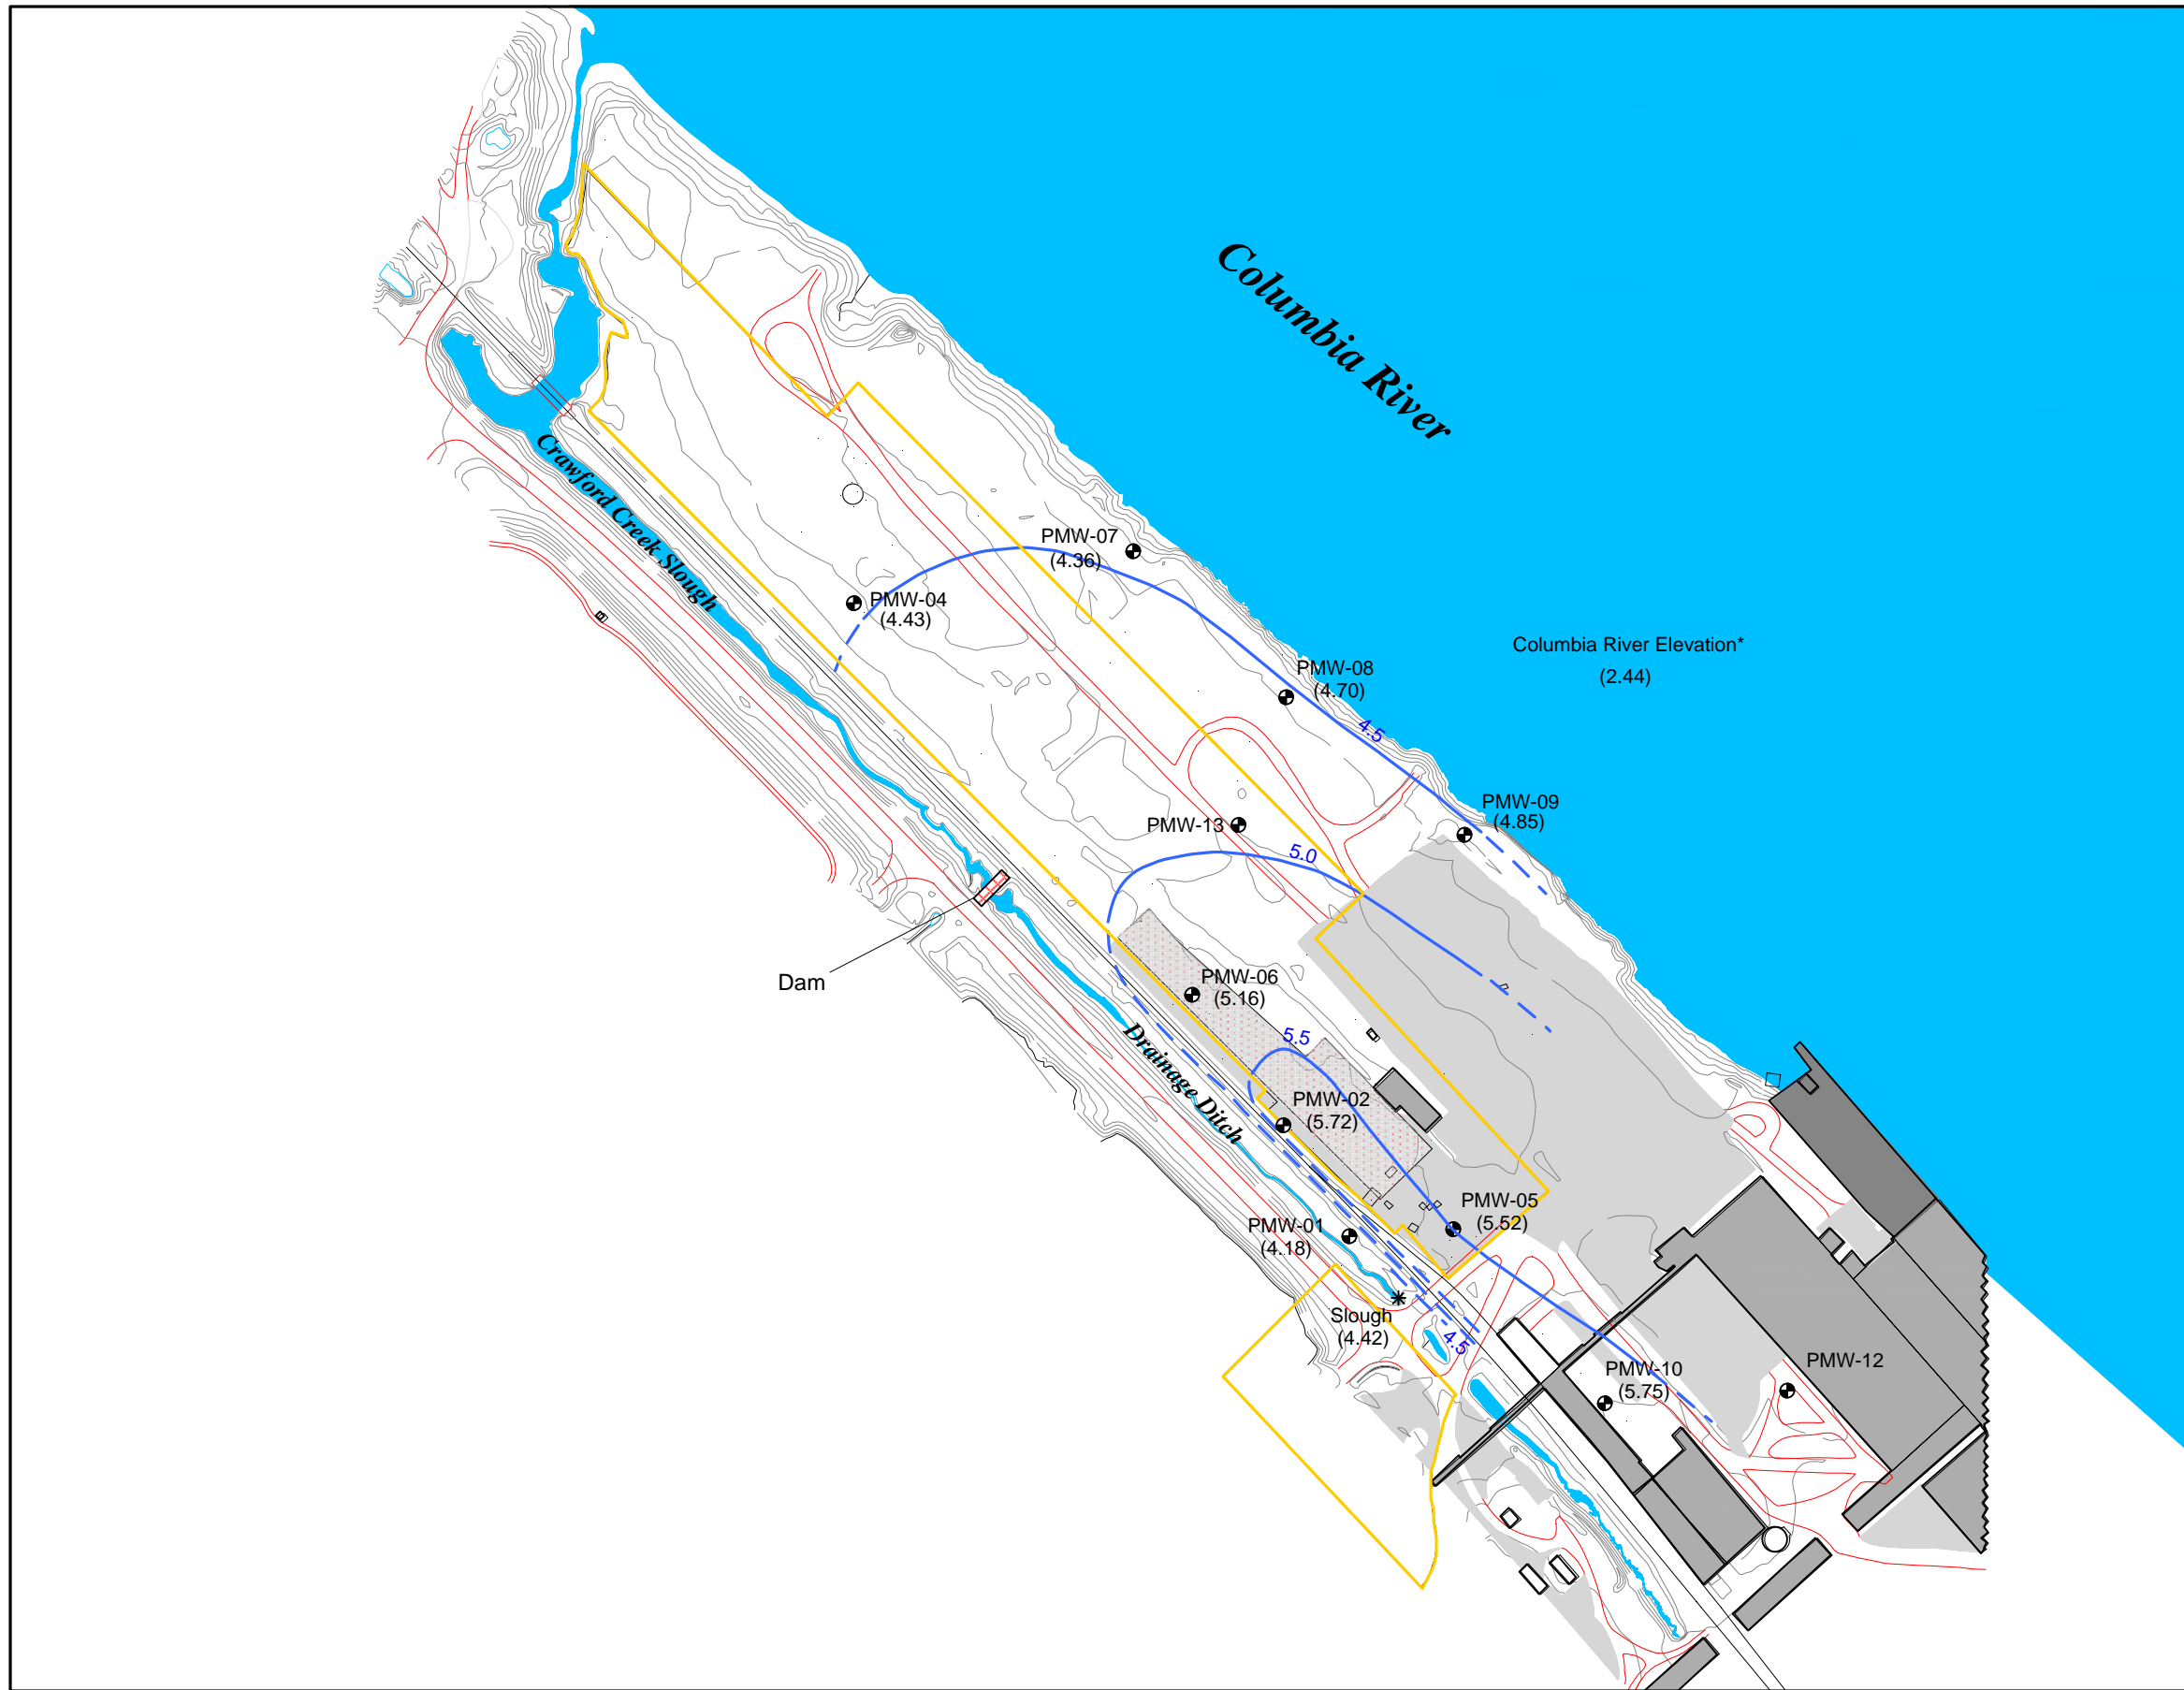 Columbia River
Crawford Creek Slough
PMW-07
(4.36)
PMW-04
(4.43)
Columbia River Elevation*
(2.44)
PMW-08
(4.70)
4.5
PMW-09
(4.85)
PMW-13
5.0
Dam
PMW-06
(5.16)
Drainage Ditch
5.5
PMW-02
(5.72)
PMW-01
(4.18)
PMW-05
(5.52)
Slough
(4.42)
4.5
PMW-10
(5.75)
PMW-12